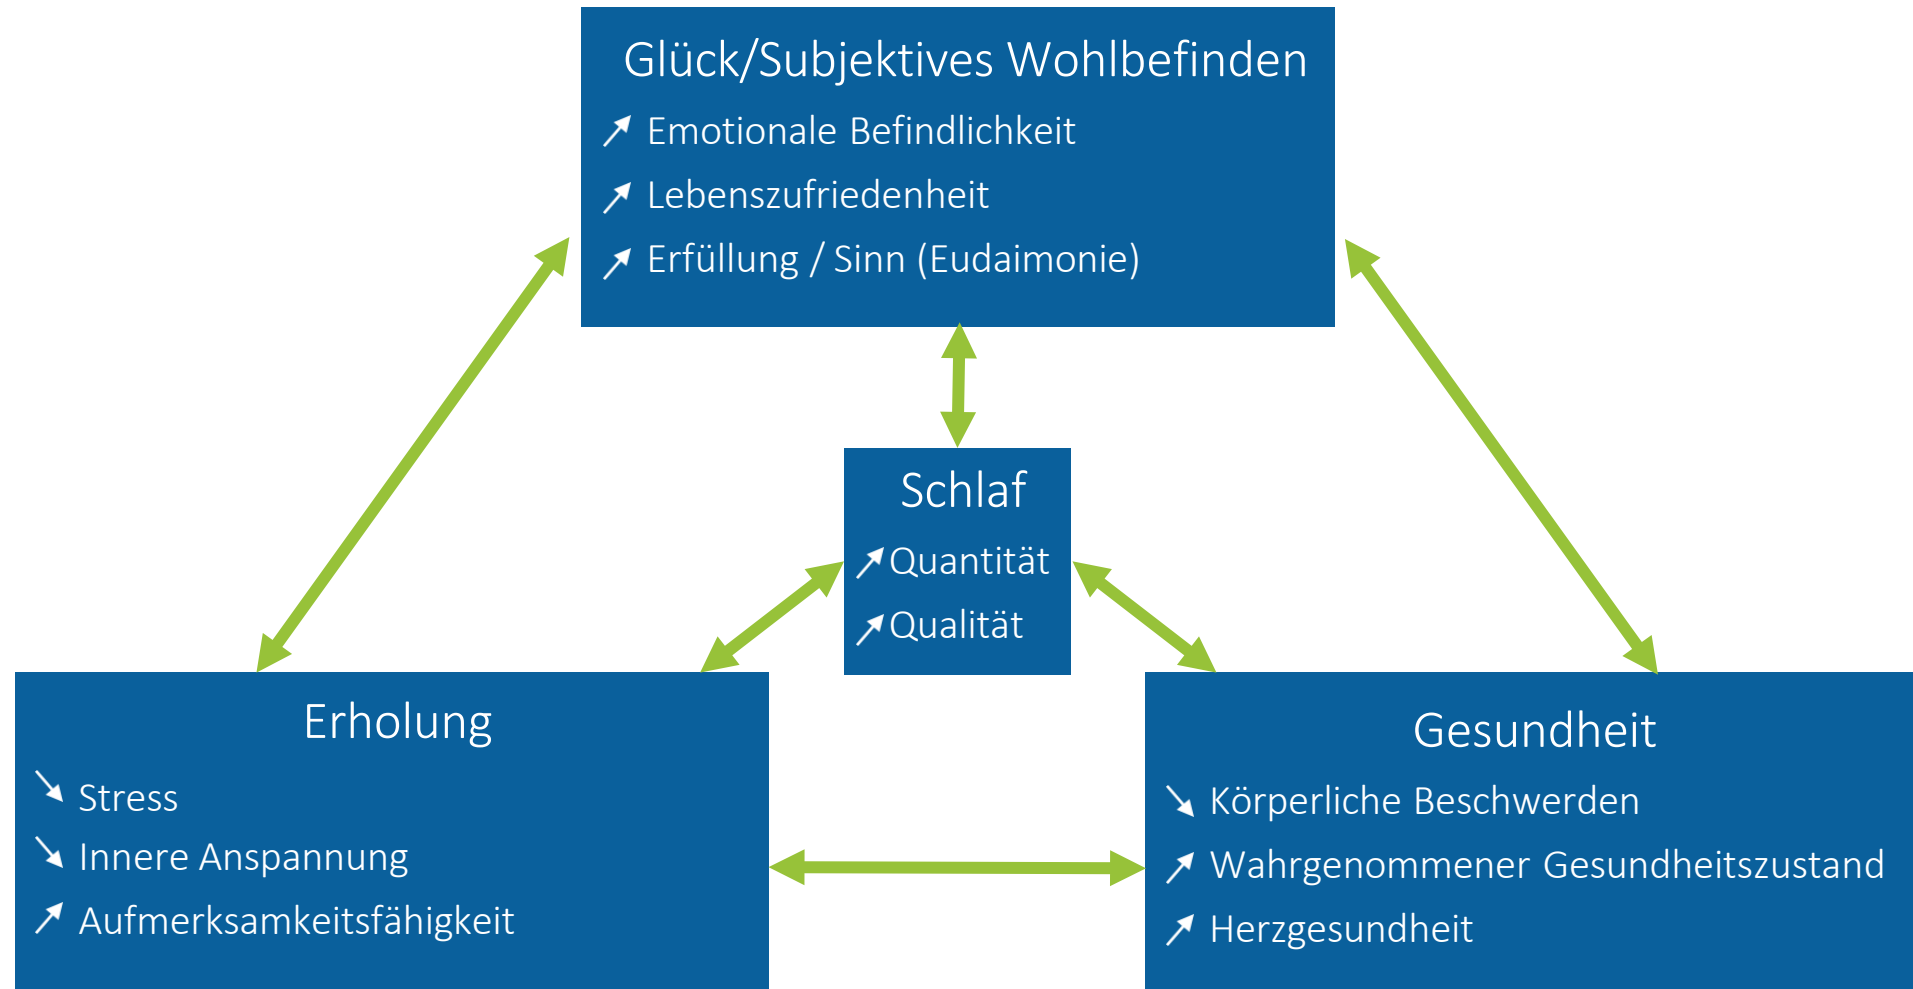 Glück/Subjektives Wohlbefinden
Emotionale Befindlichkeit
Lebenszufriedenheit
Erfüllung / Sinn (Eudaimonie)
Schlaf
Quantität
Qualität
Erholung
Stress
Innere Anspannung
Aufmerksamkeitsfähigkeit
Gesundheit
Körperliche Beschwerden
Wahrgenommener Gesundheitszustand
Herzgesundheit